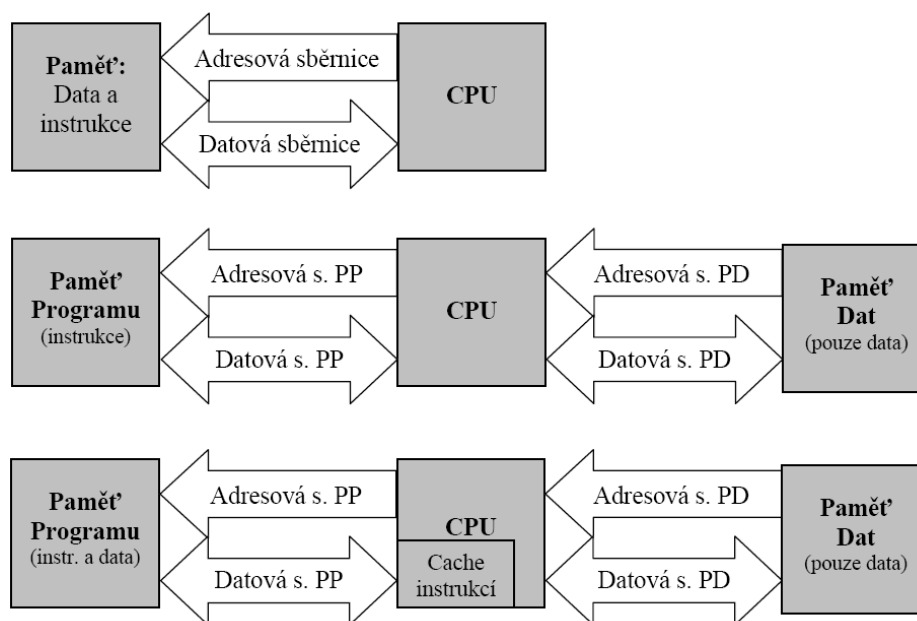 Paměť:
Data a
instrukce
Adresová sběrnice
Datová sběrnice
CPU
Paměť
Programu
(instrukce)
Adresová s. PP
Datová s. PP
CPU
Adresová s. PD
Datová s. PD
Paměť
Dat
(pouze data)
Paměť
Programu
(instr. a data)
Adresová s. PP
Datová s. PP
CPU
Cache
instrukcí
Adresová s. PD
Datová s. PD
Paměť
Dat
(pouze data)